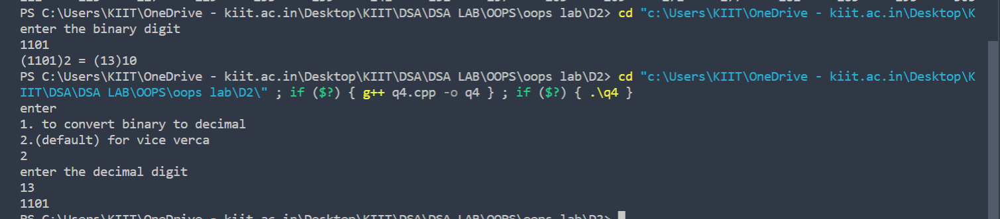 PS C:\Users\KIIT\OneDrive - kiit.ac.in\Desktop\KIIT\DSA\DSA LAB\OOPS\oops lab\D2> cd "c:\Users\KIIT\OneDrive - kiit.ac.in\Desktop\K
enter the binary digit
1101
(1101)2 = (13)10
PS C:\Users\KIIT\OneDrive - kiit.ac.in\Desktop\KIIT\DSA\DSA LAB\OOPS\oops lab\D2> cd "c:\Users\KIIT\OneDrive - kiit.ac.in\Desktop\K
IIT\DSA\DSA LAB\OOPS\oops lab\D2\" ; if ($?) { g++ q4.cpp -o q4 } ; if ($?) { .\q4 }
enter
1. to convert binary to decimal
2.(default) for vice verca
2
enter the decimal digit
13
1101
PS C:\Users\KIIT\OneDrive - kiit.ac.in\Desktop\KIIT\DSA\DSA LAB\OOPS\oops lab\D2>